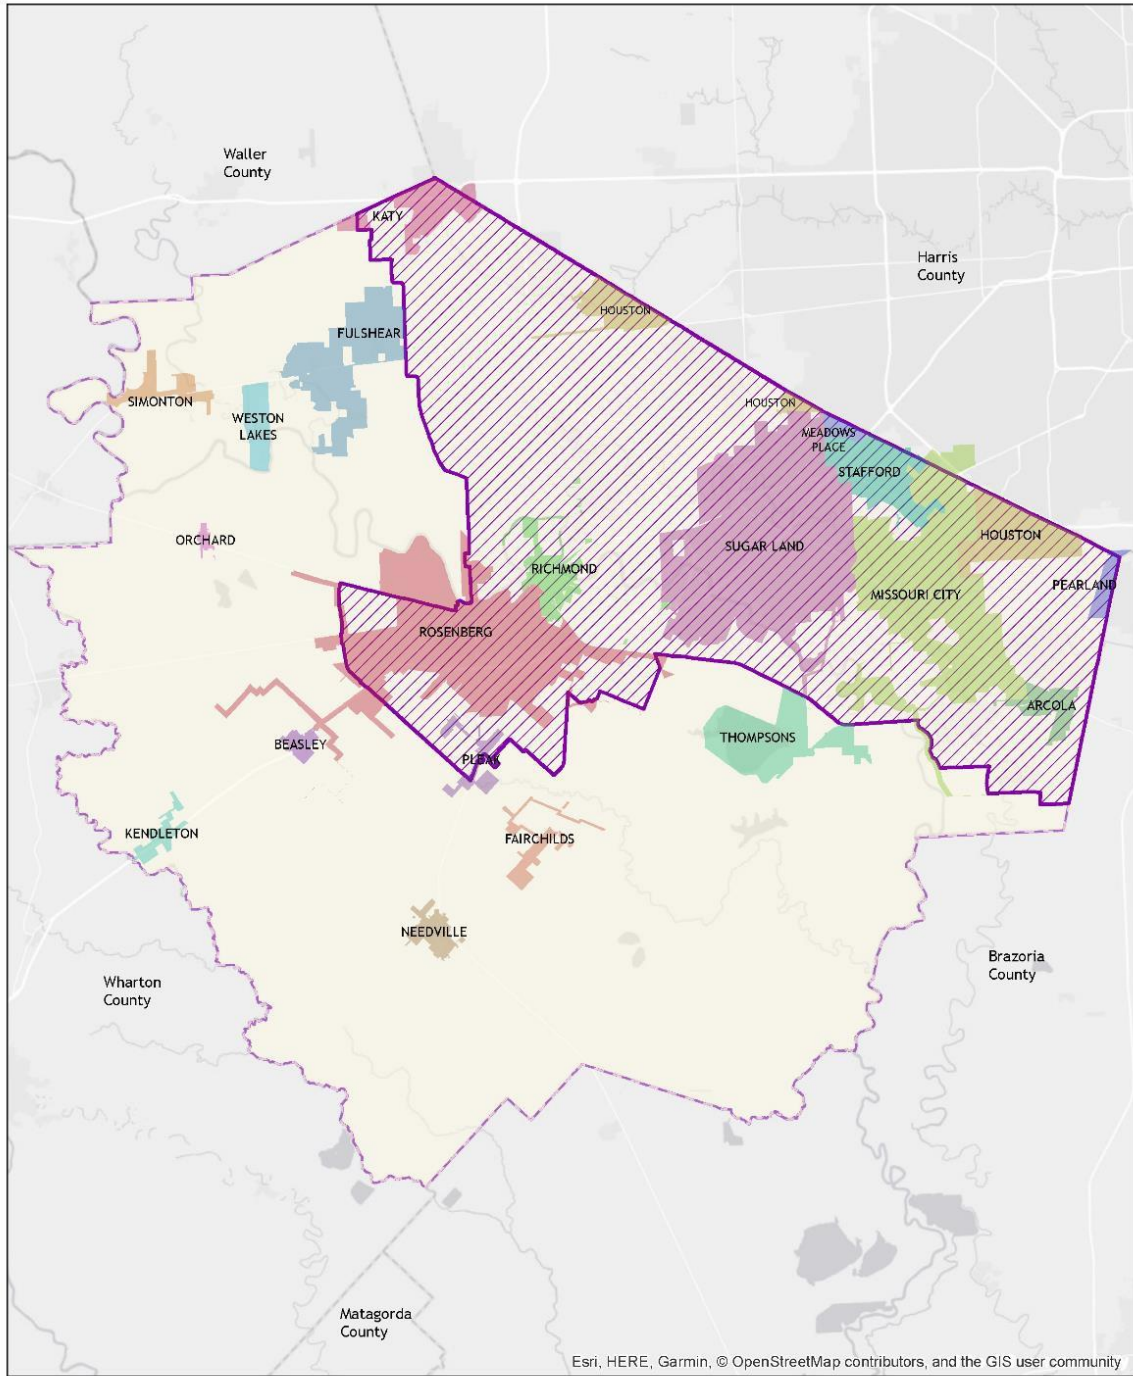 Waller
County
KATY
Harris
County
HOUSTON
FULSHEAR
SIMONTON
WESTON
LAKES
HOUSTON
MEADOWS
PLACE
STAFFORD
ORCHARD
RICHMOND
SUGAR LAND
HOUSTON
MISSOURI CITY
PEARLAND
ROSENBERG
ARCOLA
BEASLEY
PLEAK
THOMPSONS
KENDLETON
FAIRCHILDS
NEEDVILLE
Wharton
County
Brazoria
County
Matagorda
County
Esri, HERE, Garmin, © OpenStreetMap contributors, and the GIS user community